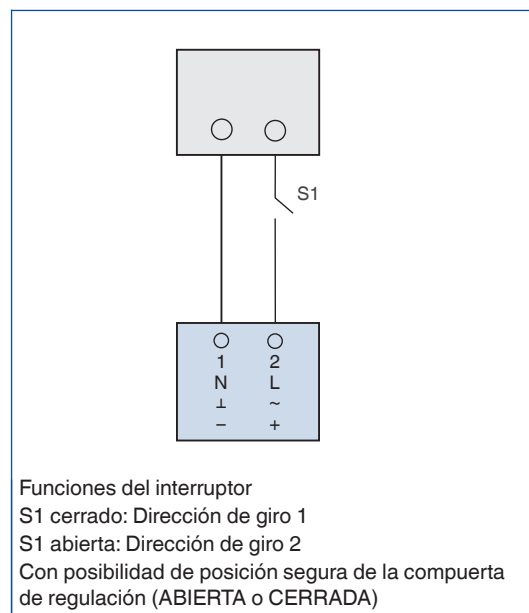 S1
1 2
N L
⊥ ~
– +
Funciones del interruptor
S1 cerrado: Dirección de giro 1
S1 abierta: Dirección de giro 2
Con posibilidad de posición segura de la compuerta
de regulación (ABIERTA o CERRADA)